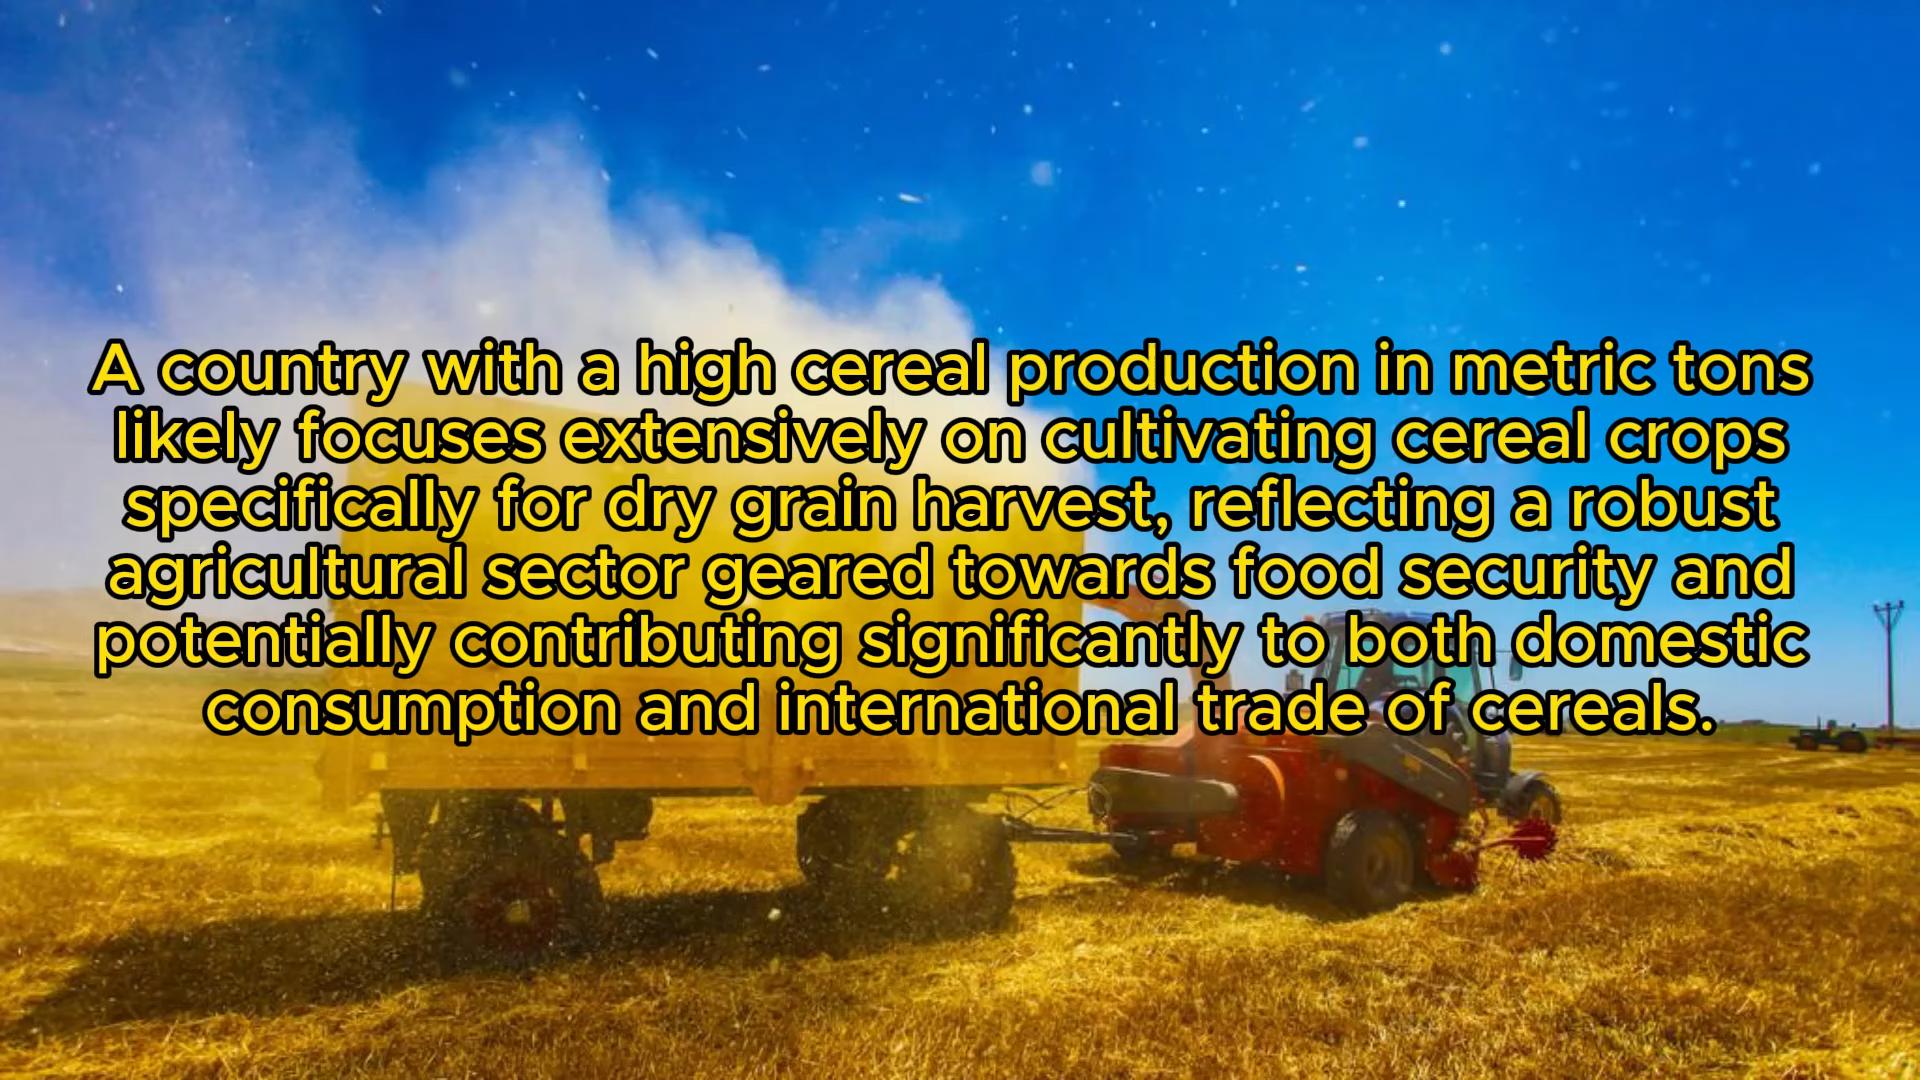 A country with a high cereal production in metric tons
likely focuses extensively on cultivating cereal crops
specifically for dry grain harvest, reflecting a robust
agricultural sector geared towards food security and
potentially contributing significantly to both domestic
consumption and international trade of cereals.